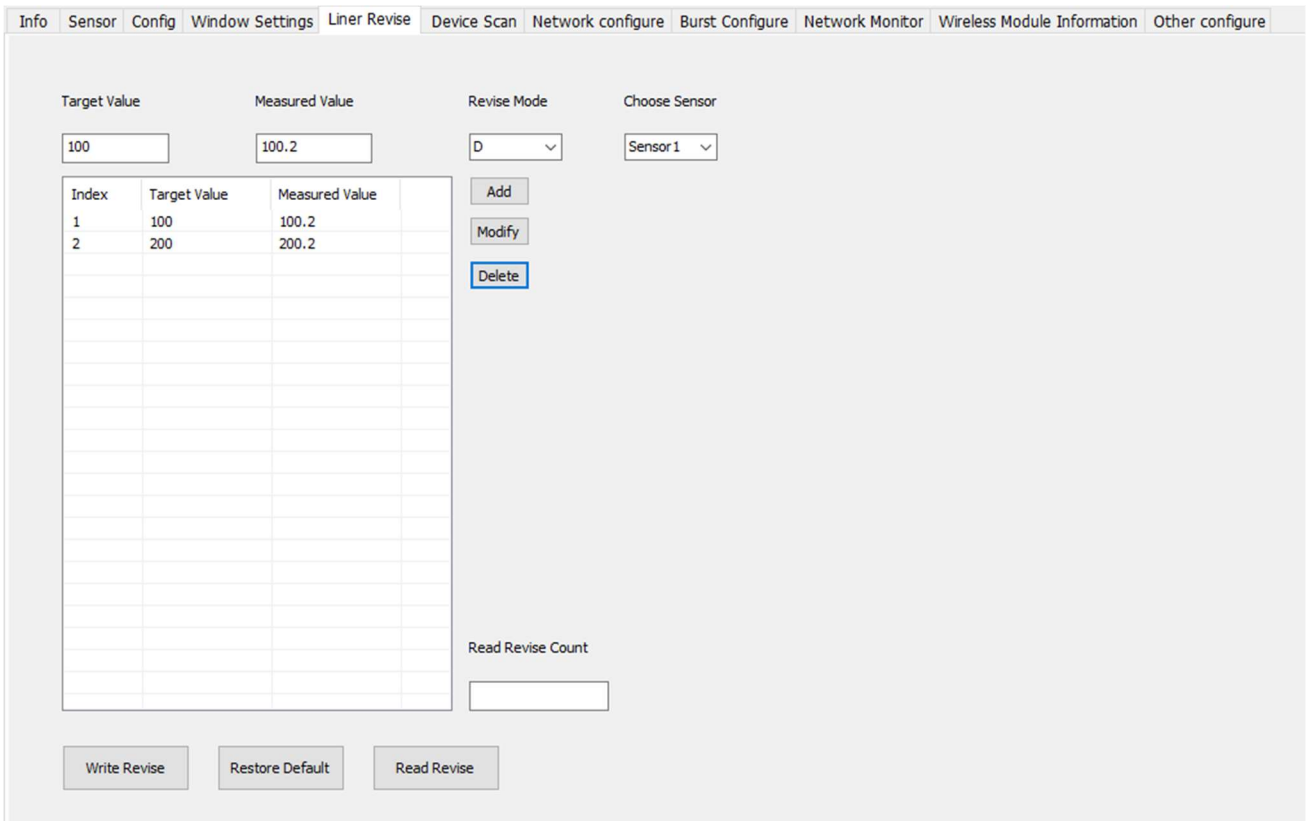 Info Sensor Config Window Settings Liner Revise Device Scan Network configure Burst Configure Network Monitor Wireless Module Information Other configure
Target Value Measured Value Revise Mode Choose Sensor
100 100.2 D Sensor1
Index Target Value Measured Value Add
1 100 100.2
2 200 200.2
Modify
Delete
Read Revise Count
Write Revise Restore Default Read Revise